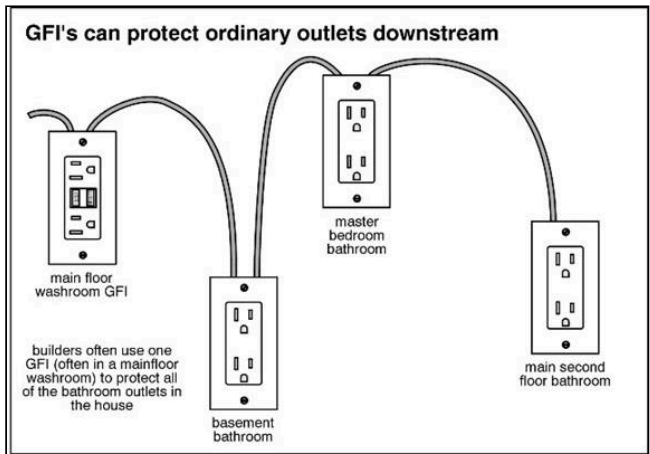 GFI's can protect ordinary outlets downstream
main floor
washroom GFI
master
bedroom
bathroom
builders often use one
GFI (often in a mainfloor
washroom) to protect all
of the bathroom outlets in
the house
basement
bathroom
main second
floor bathroom